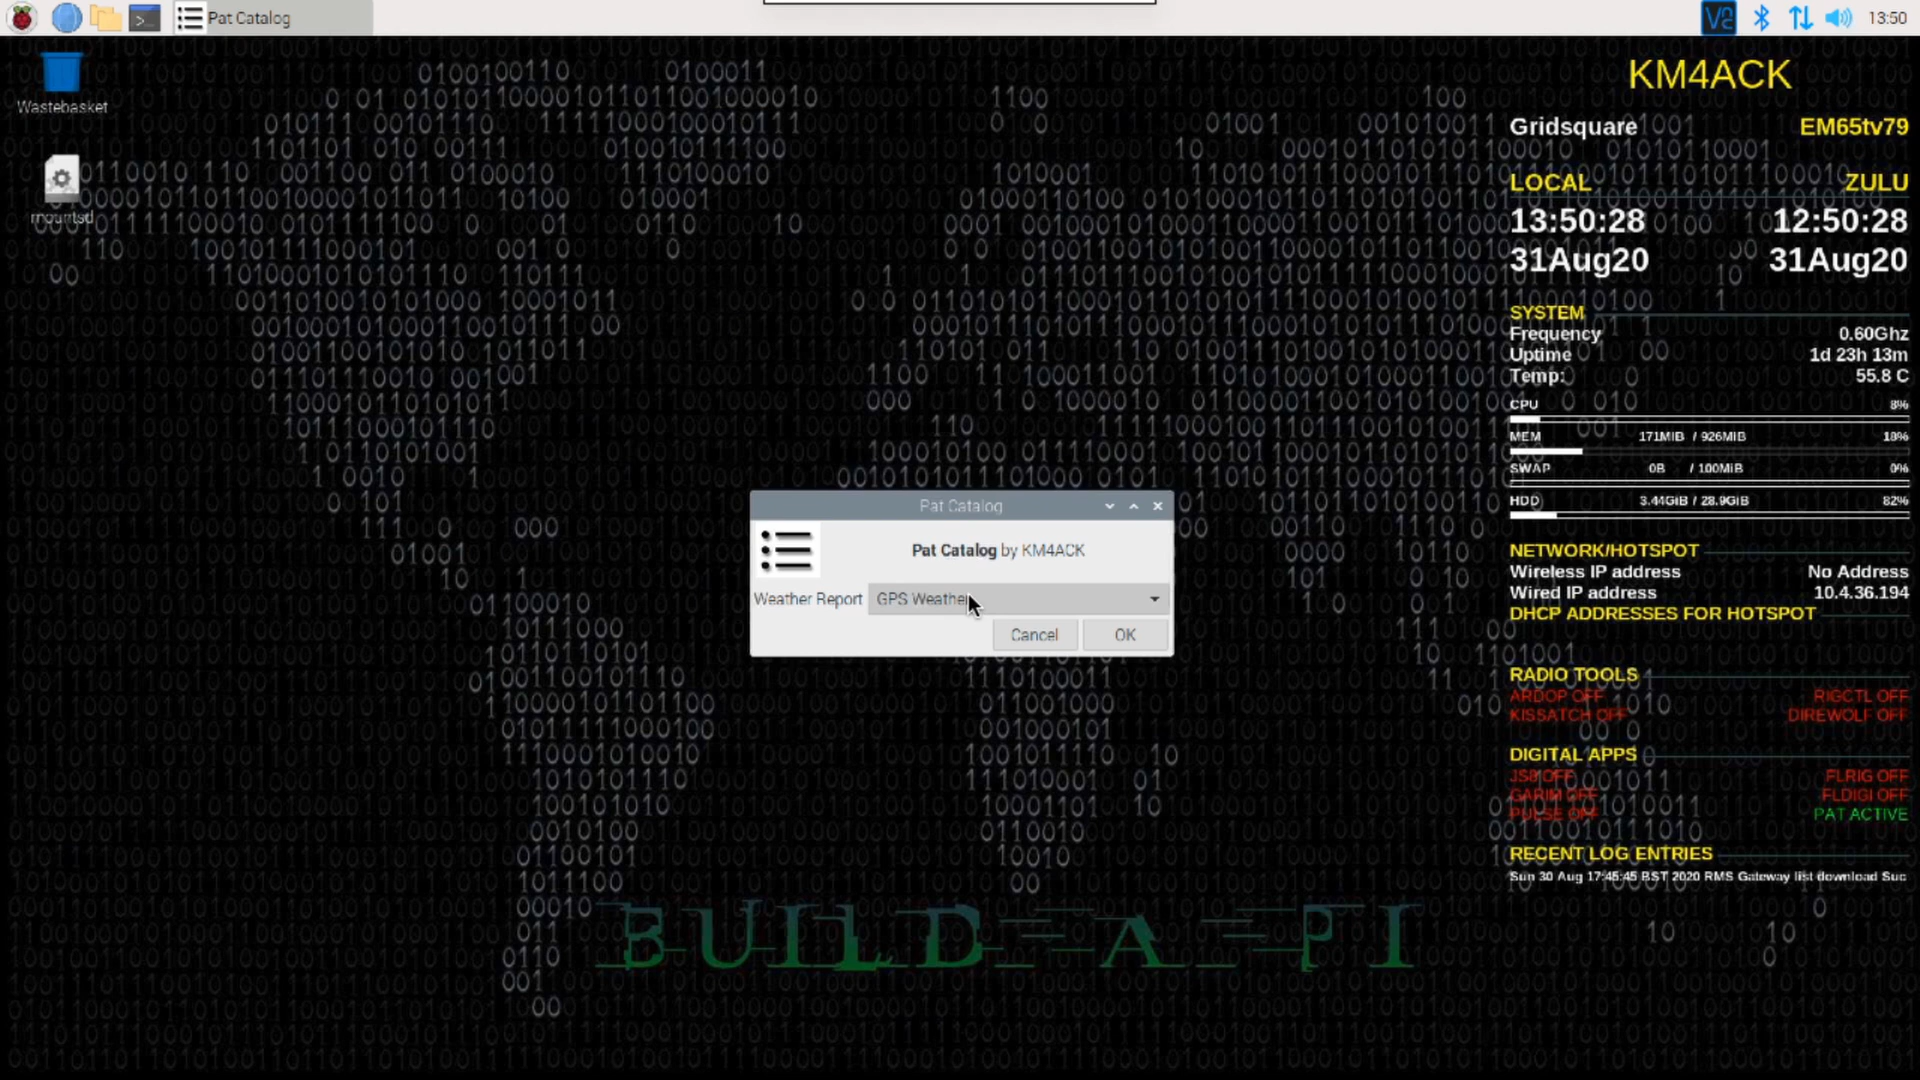 Pat Catalog
13:50
Wastebasket
mountsd
KM4ACK
Gridsquare EM65tv79
LOCAL ZULU
13:50:28 12:50:28
31Aug20 31Aug20
SYSTEM
Frequency 0.60Ghz
Uptime 1d 23h 13m
Temp: 55.8 C
CPU 8%
MEM 171MiB / 926MiB 18%
SWAP 0B / 100MiB 0%
HDD 3.44GiB / 28.9GiB 82%
NETWORK/HOTSPOT
Wireless IP address No Address
Wired IP address 10.4.36.194
DHCP ADDRESSES FOR HOTSPOT
RADIO TOOLS
ARDOP OFF RIGCTL OFF
KISSATCH OFF DIREWOLF OFF
DIGITAL APPS
JS8 OFF FLRIG OFF
GARIM OFF FLDIGI OFF
PULSE OFF PAT ACTIVE
RECENT LOG ENTRIES
Sun 30 Aug 17:45:45 BST 2020 RMS Gateway list download Suc
Pat Catalog
Pat Catalog by KM4ACK
Weather Report GPS Weather
Cancel OK
BUILD-A-PI